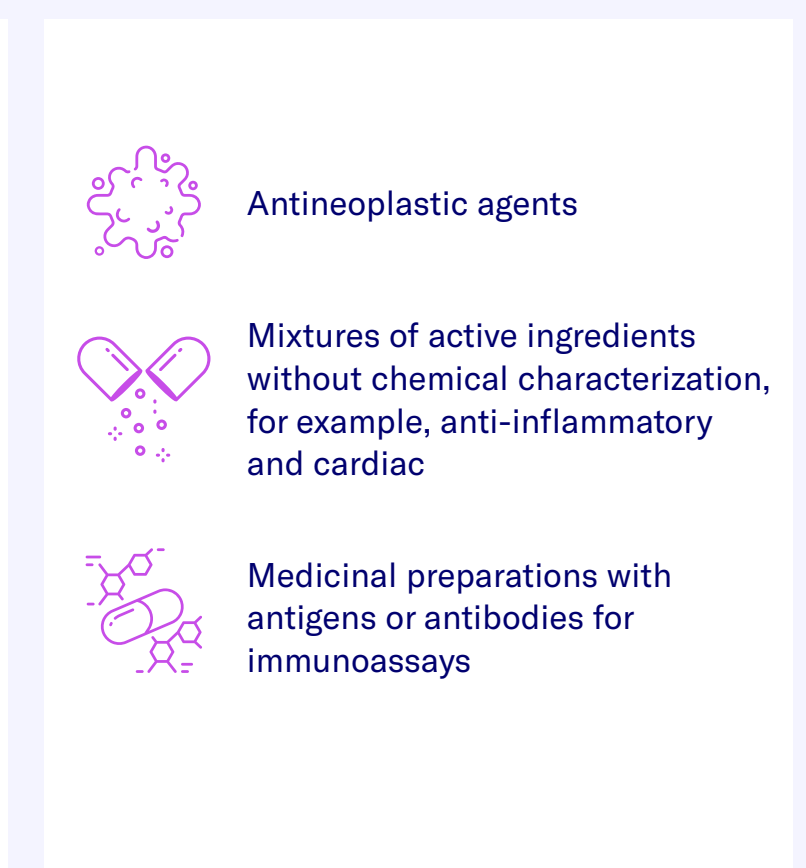 Antineoplastic agents
Mixtures of active ingredients
without chemical characterization,
for example, anti-inflammatory
and cardiac
Medicinal preparations with
antigens or antibodies for
immunoassays